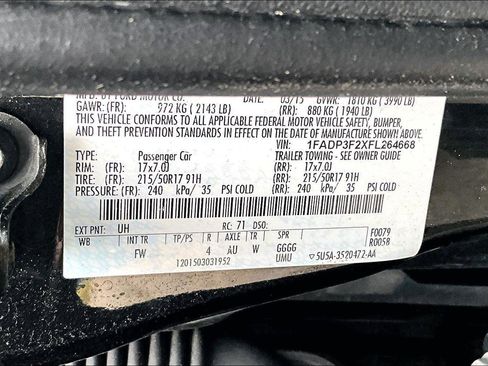 MFD. BY FORD MOTOR CO. DATE: 03/15 GVWR: 1810 KG ( 3990 LB)
GAWR: (FR): 972 KG ( 2143 LB) (RR): 880 KG ( 1940 LB)
THIS VEHICLE CONFORMS TO ALL APPLICABLE FEDERAL MOTOR VEHICLE SAFETY, BUMPER,
AND THEFT PREVENTION STANDARDS IN EFFECT ON THE DATE OF MANUFACTURE SHOWN ABOVE.
VIN: 1FADP3F2XFL264668
TYPE: Passenger Car TRAILER TOWING - SEE OWNER GUIDE
RIM: (FR): 17x7.0J (RR): 17x7.0J
TIRE: (FR): 215/50R17 91H (RR): 215/50R17 91H
PRESSURE: (FR): 240 kPa/ 35 PSI COLD (RR): 240 kPa/ 35 PSI COLD
EXT PNT: UH RC: 71 DSO: F0079
WB INT TR TP/PS R AXLE TR SPR R0058
FW 4 AU W GGGG
1201503031952 UMU 5U5A-3520472-AA